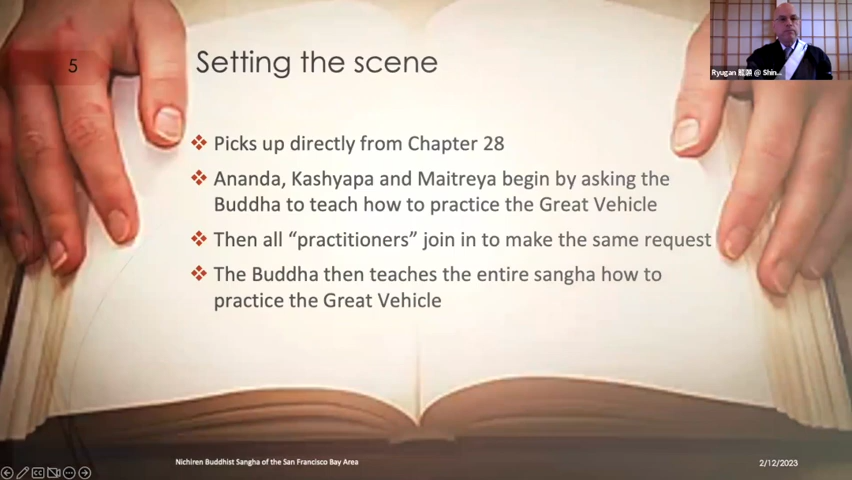 5
Setting the scene
Ryugan 龍願 @ Shin...
Picks up directly from Chapter 28
Ananda, Kashyapa and Maitreya begin by asking the
Buddha to teach how to practice the Great Vehicle
Then all “practitioners” join in to make the same request
The Buddha then teaches the entire sangha how to
practice the Great Vehicle
Nichiren Buddhist Sangha of the San Francisco Bay Area
2/12/2023